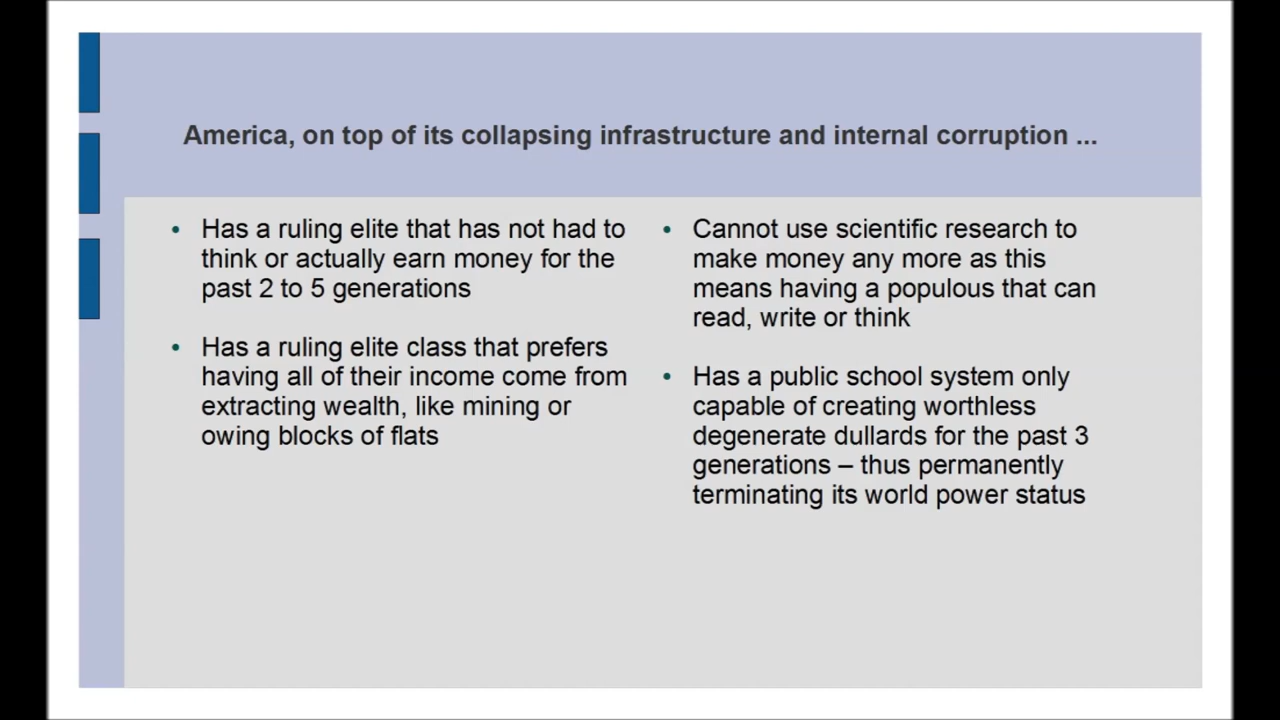 America, on top of its collapsing infrastructure and internal corruption ...
Has a ruling elite that has not had to
think or actually earn money for the
past 2 to 5 generations
Has a ruling elite class that prefers
having all of their income come from
extracting wealth, like mining or
owing blocks of flats
Cannot use scientific research to
make money any more as this
means having a populous that can
read, write or think
Has a public school system only
capable of creating worthless
degenerate dullards for the past 3
generations – thus permanently
terminating its world power status